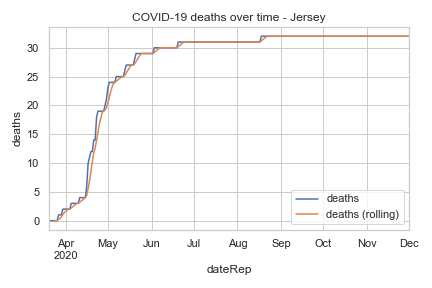 COVID-19 deaths over time - Jersey
deaths
30
25
20
15
10
5
0
deaths
deaths (rolling)
Apr May Jun Jul Aug Sep Oct Nov Dec
2020
dateRep